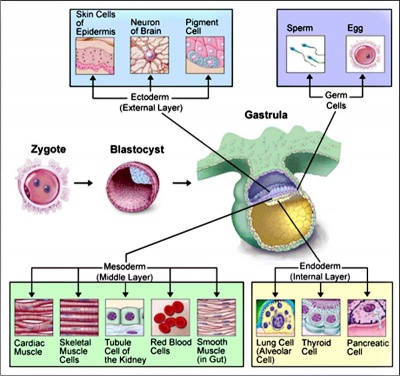 Skin Cells
of
Epidermis
Neuron
of Brain
Pigment
Cell
Sperm
Egg
Ectoderm
(External Layer)
Germ
Cells
Gastrula
Zygote
Blastocyst
Mesoderm
(Middle Layer)
Endoderm
(Internal Layer)
Cardiac
Muscle
Skeletal
Muscle
Cells
Tubule
Cell of
the Kidney
Red Blood
Cells
Smooth
Muscle
(in Gut)
Lung Cell
(Alveolar
Cell)
Thyroid
Cell
Pancreatic
Cell